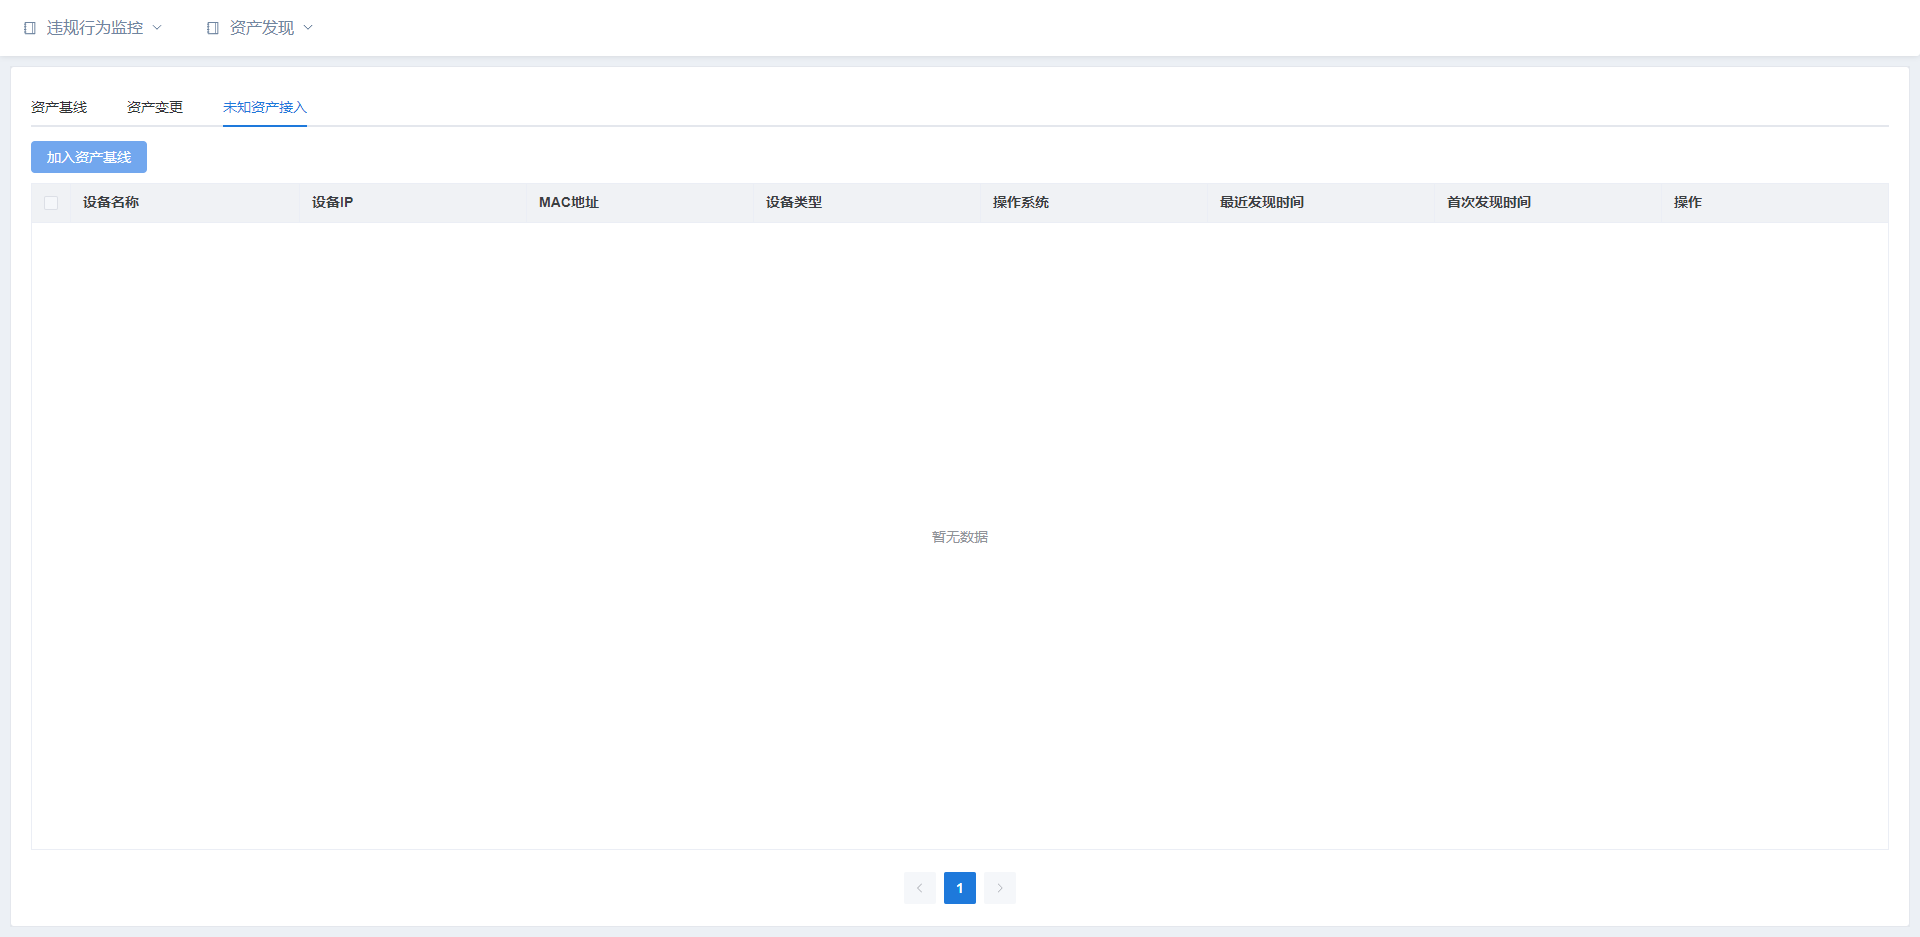 违规行为监控 资产发现
资产基线 资产变更 未知资产接入
加入资产基线
设备名称 设备IP MAC地址 设备类型 操作系统 最近发现时间 首次发现时间 操作
暂无数据
1